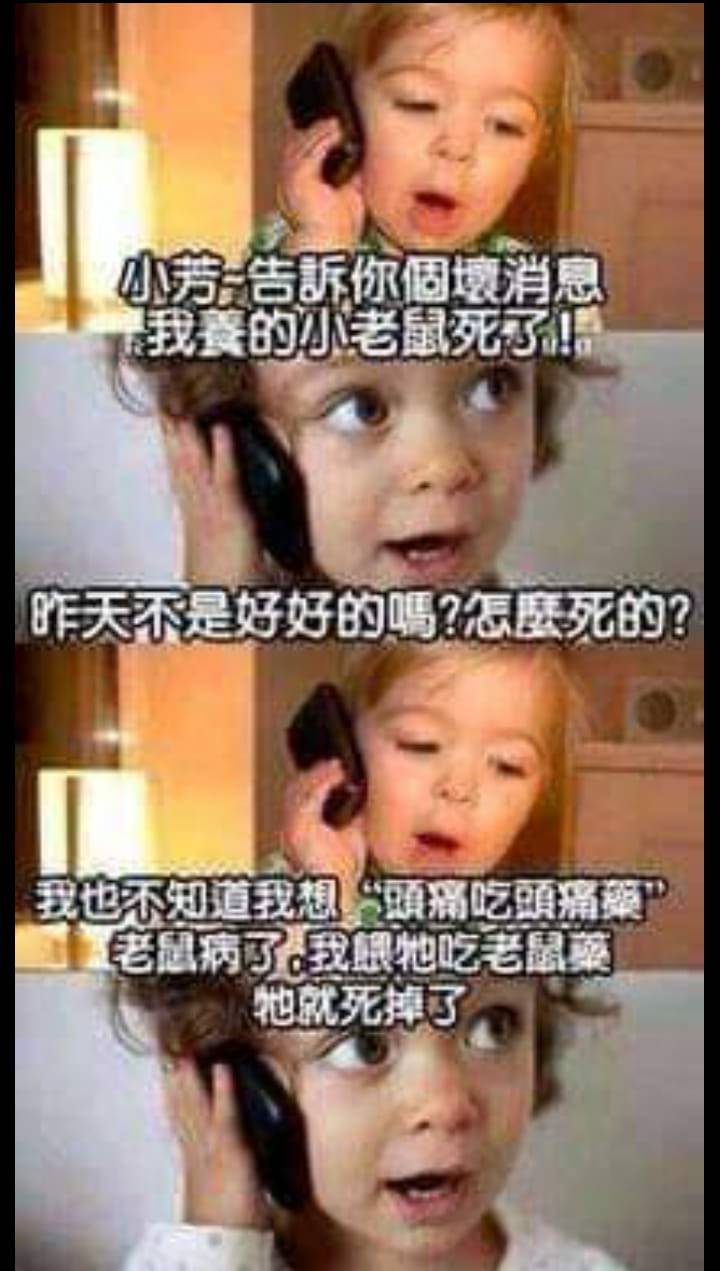 小芳~告訴你個壞消息
我養的小老鼠死了!
昨天不是好好的嗎?怎麼死的?
我也不知道我想“頭痛吃頭痛藥”
老鼠病了,我餵牠吃老鼠藥
牠就死掉了